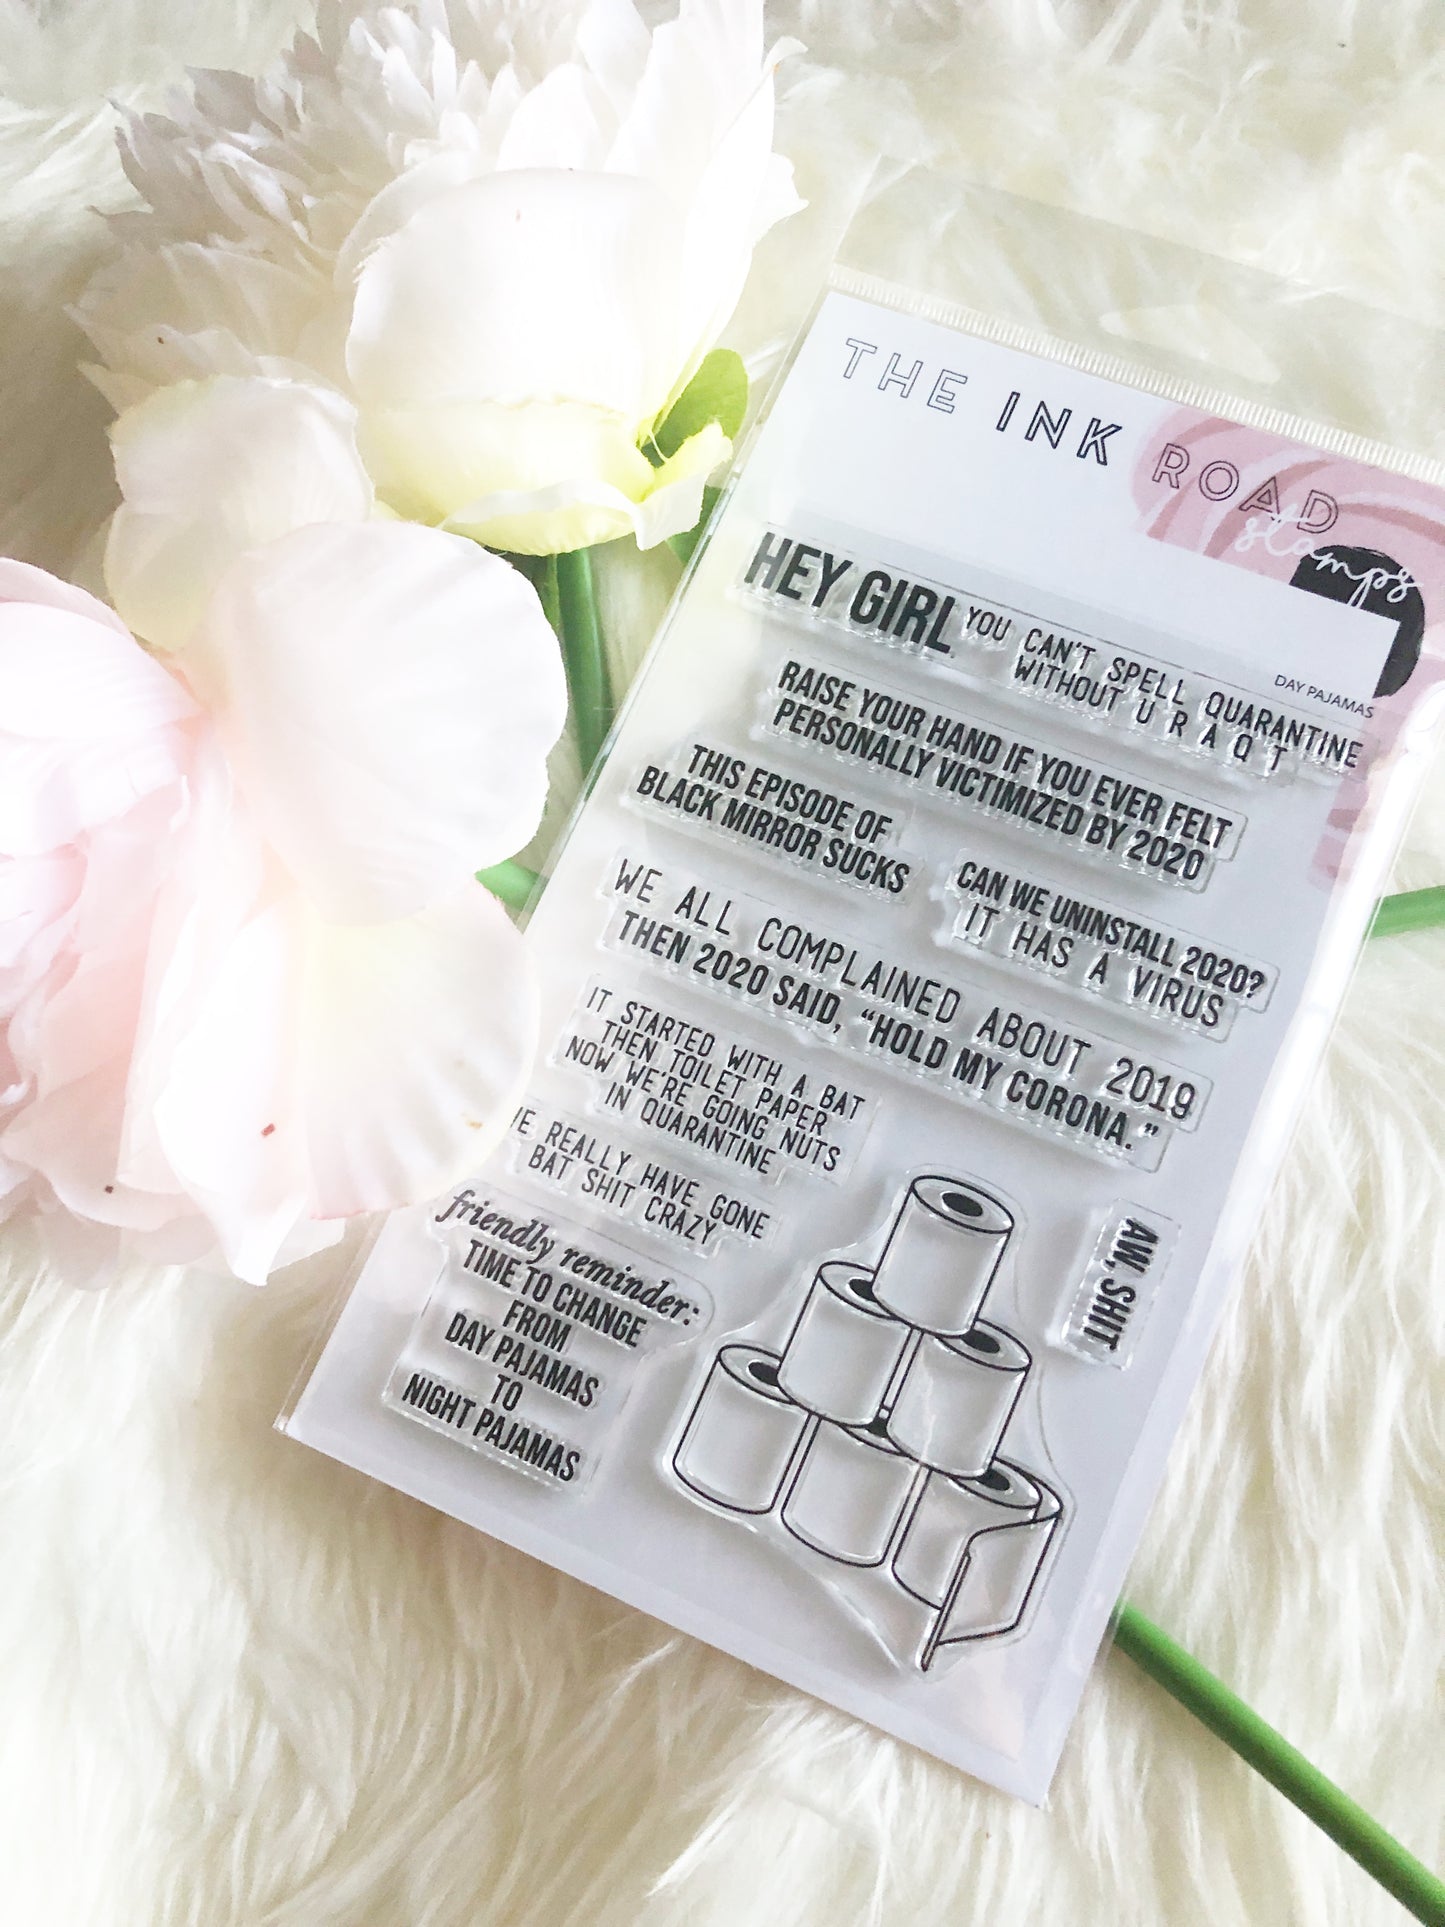 THE INK ROAD
stamps
DAY PAJAMAS
HEY GIRL
YOU CAN'T SPELL QUARANTINE
WITHOUT U R A Q T
RAISE YOUR HAND IF YOU EVER FELT
PERSONALLY VICTIMIZED BY 2020
THIS EPISODE OF
BLACK MIRROR SUCKS
CAN WE UNINSTALL 2020?
IT HAS A VIRUS
WE ALL COMPLAINED ABOUT 2019
THEN 2020 SAID, "HOLD MY CORONA."
IT STARTED WITH A BAT
THEN TOILET PAPER
NOW WE'RE GOING NUTS
IN QUARANTINE
REALLY HAVE GONE
BAT SHIT CRAZY
AW, SHIT
friendly reminder:
TIME TO CHANGE
FROM
DAY PAJAMAS
TO
NIGHT PAJAMAS